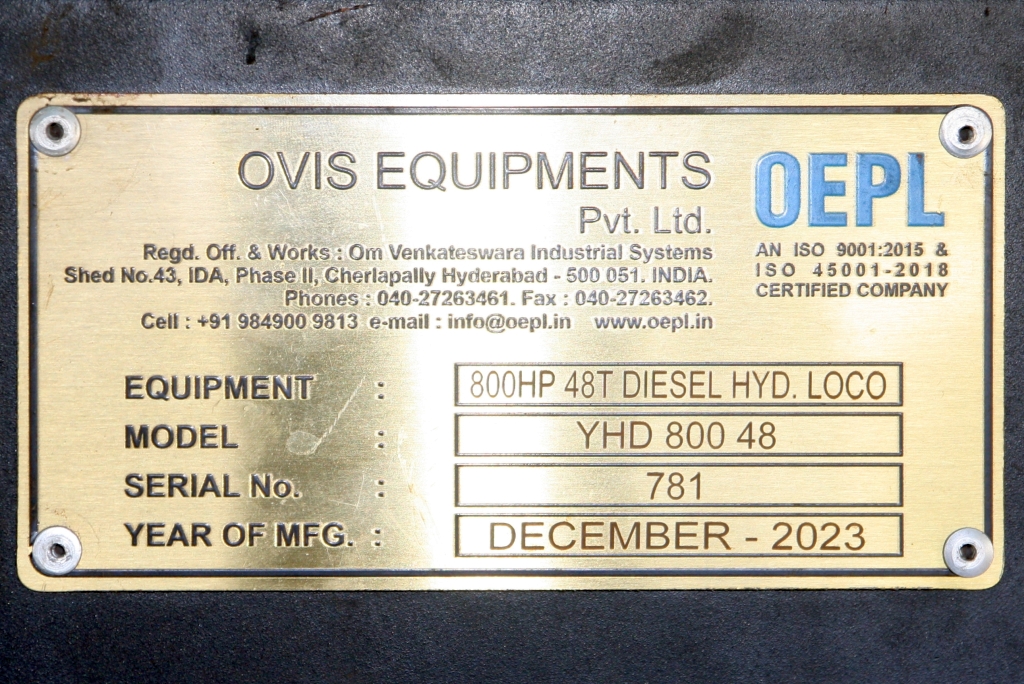 OVIS EQUIPMENTS
Pvt. Ltd.
Regd. Off. & Works : Om Venkateswara Industrial Systems
Shed No.43, IDA, Phase II, Cherlapally Hyderabad - 500 051. INDIA.
Phones : 040-27263461. Fax : 040-27263462.
Cell : +91 984900 9813 e-mail : info@oepl.in www.oepl.in
OEPL
AN ISO 9001:2015 &
ISO 45001-2018
CERTIFIED COMPANY
EQUIPMENT : 800HP 48T DIESEL HYD. LOCO
MODEL : YHD 800 48
SERIAL No. : 781
YEAR OF MFG. : DECEMBER - 2023